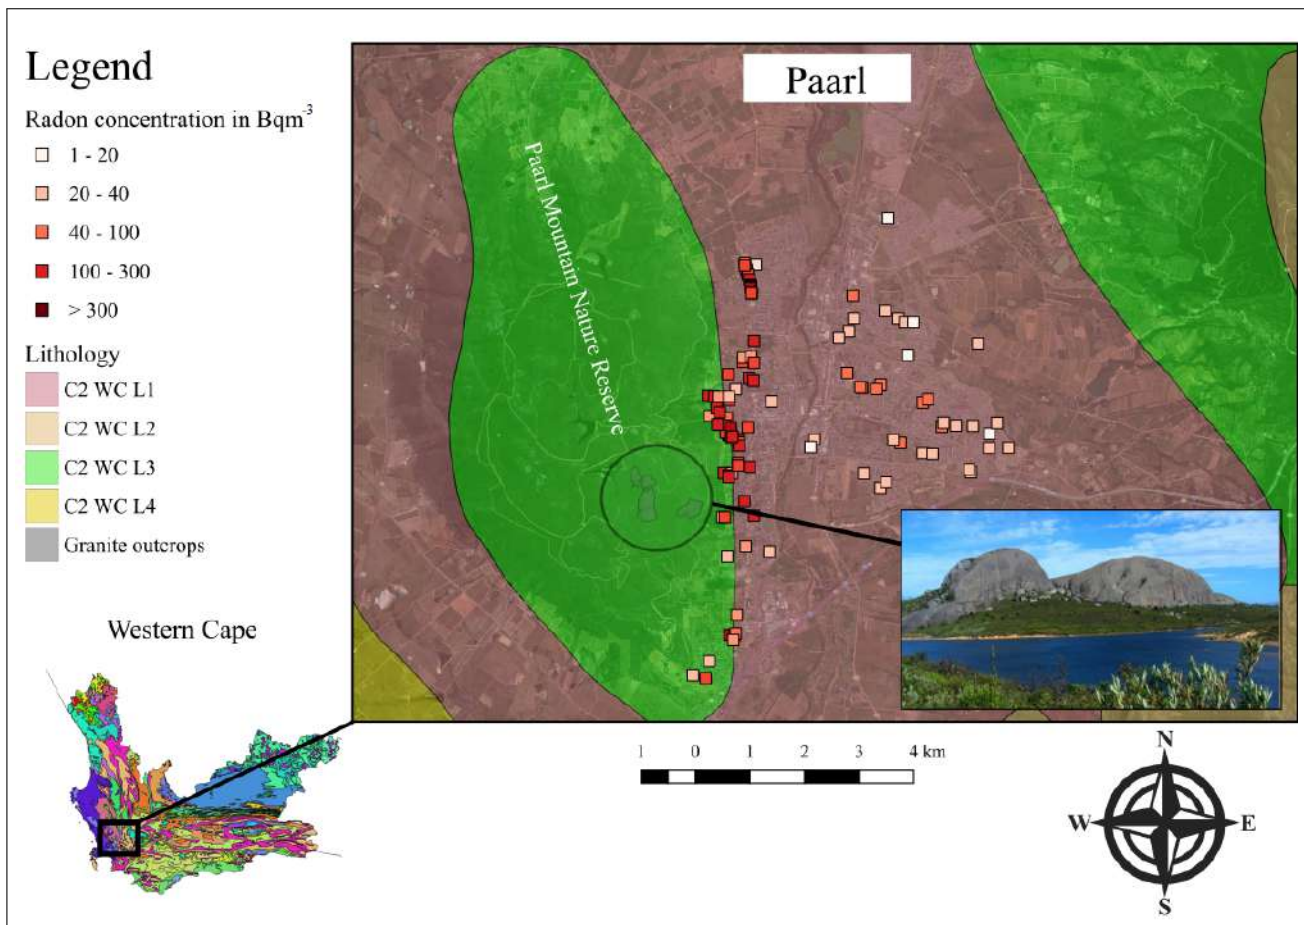 Legend
Radon concentration in Bqm⁻³
1 - 20
20 - 40
40 - 100
100 - 300
> 300
Lithology
C2 WC L1
C2 WC L2
C2 WC L3
C2 WC L4
Granite outcrops
Western Cape
Paarl
Paarl Mountain Nature Reserve
1 0 1 2 3 4 km
N
W E
S